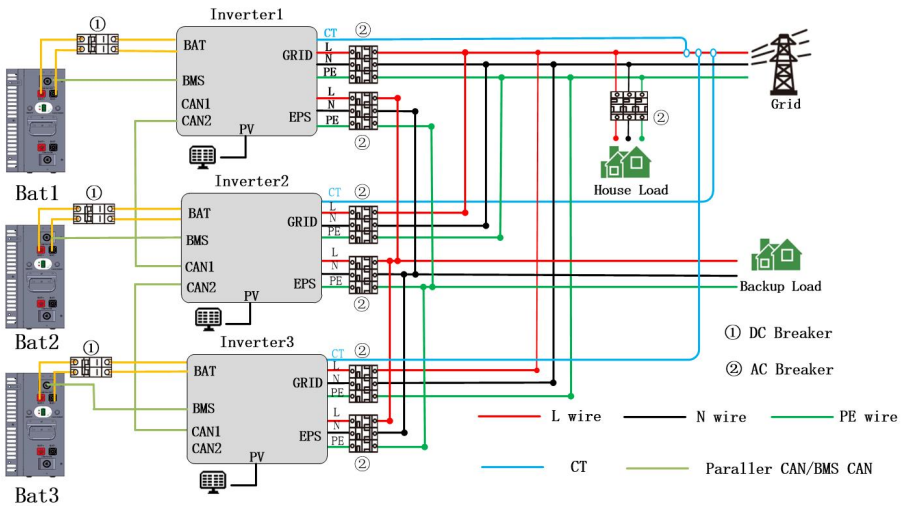 Inverter1
①
BAT
BMS
CAN1
CAN2
PV
GRID
EPS
CT
L
N
PE
②
L
N
PE
②
Bat1
Grid
②
House Load
Inverter2
①
BAT
BMS
CAN1
CAN2
PV
GRID
EPS
CT
L
N
PE
②
L
N
PE
②
Bat2
Backup Load
① DC Breaker
② AC Breaker
Inverter3
①
BAT
BMS
CAN1
CAN2
PV
GRID
EPS
CT
L
N
PE
②
L
N
PE
②
Bat3
L wire
N wire
PE wire
CT
Paraller CAN/BMS CAN